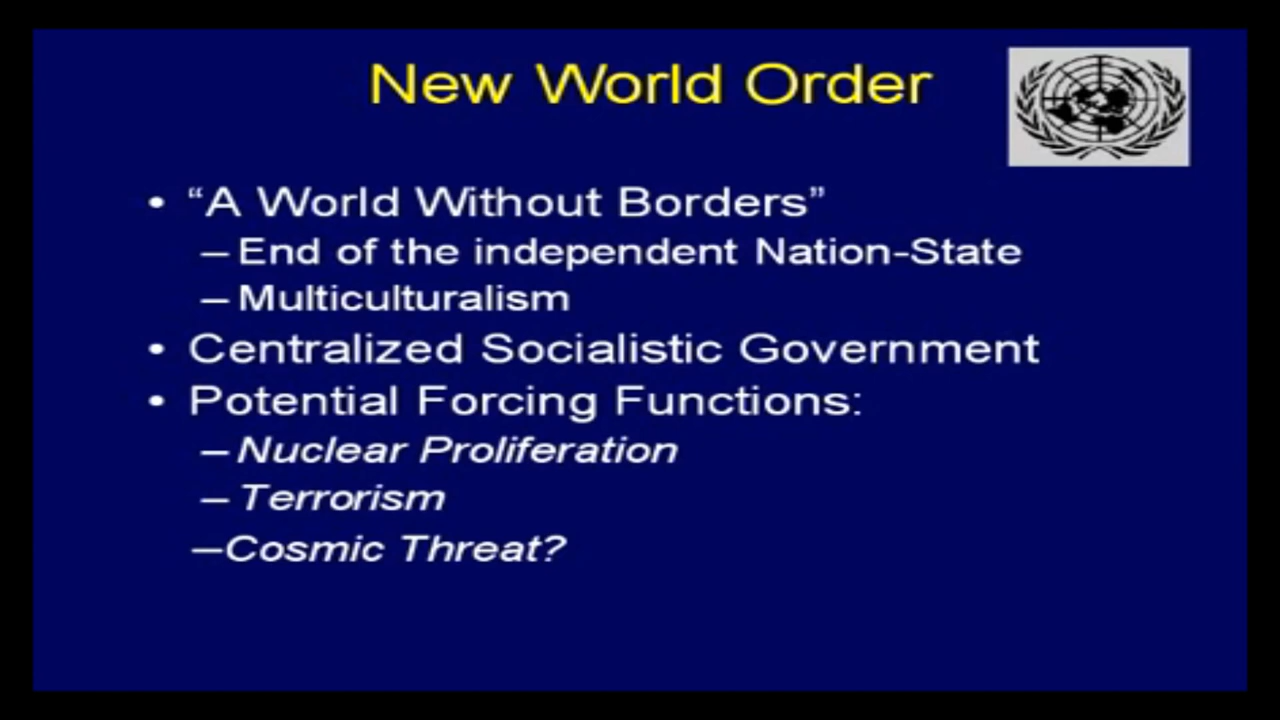 New World Order
• “A World Without Borders”
– End of the independent Nation-State
– Multiculturalism
• Centralized Socialistic Government
• Potential Forcing Functions:
– Nuclear Proliferation
– Terrorism
–Cosmic Threat?